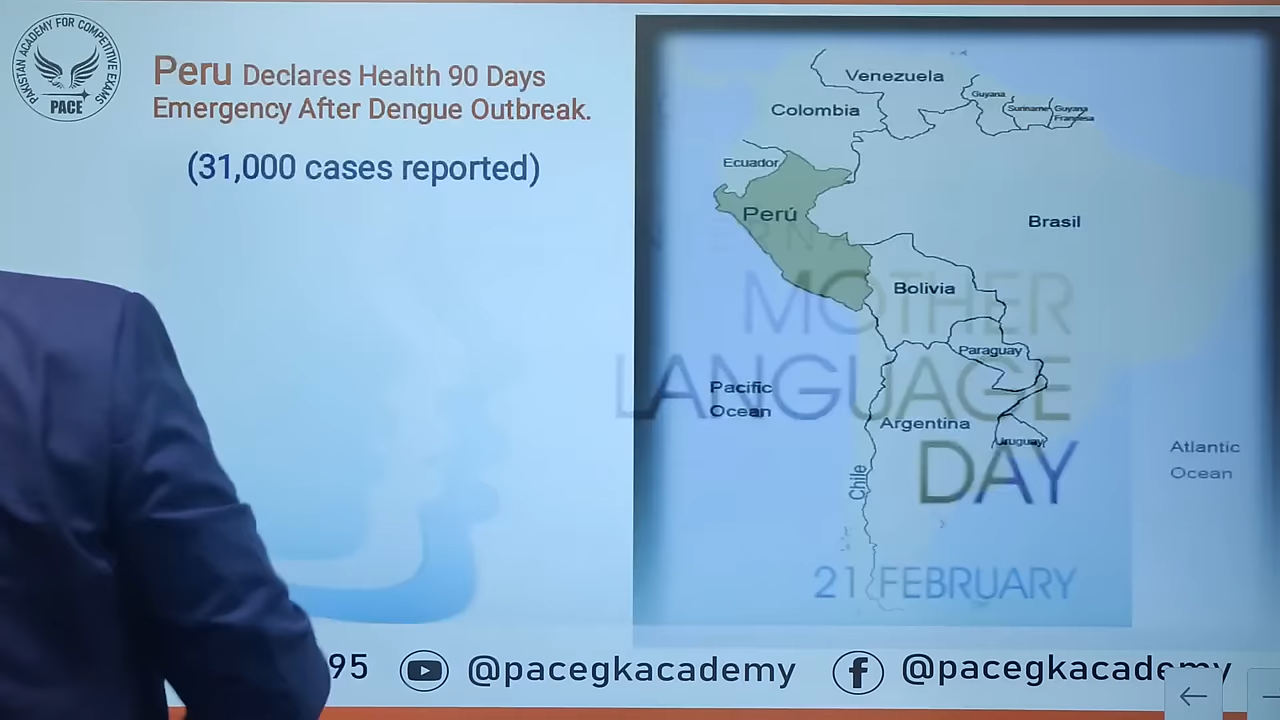 PAKISTAN ACADEMY FOR COMPETITIVE EXAMS
PACE
Peru Declares Health 90 Days
Emergency After Dengue Outbreak.
(31,000 cases reported)
Venezuela
Colombia
Guyana
Suriname
Guyana
Francesa
Ecuador
Perú
Brasil
Bolivia
Paraguay
Pacific
Ocean
Argentina
Uruguay
Chile
Atlantic
Ocean
MOTHER
LANGUAGE
DAY
21 FEBRUARY
95 @pacegkacademy @pacegkacademy